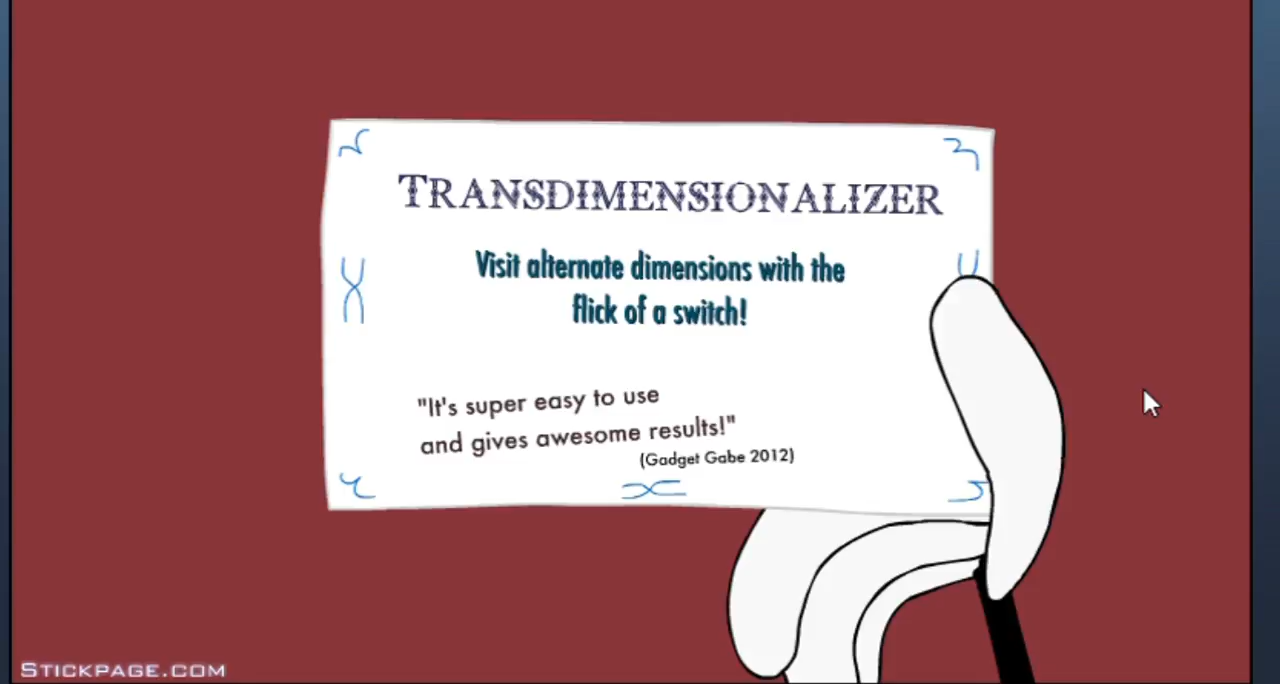 TRANSDIMENSIONALIZER
Visit alternate dimensions with the
flick of a switch!
"It's super easy to use
and gives awesome results!"
(Gadget Gabe 2012)
STICKPAGE.COM